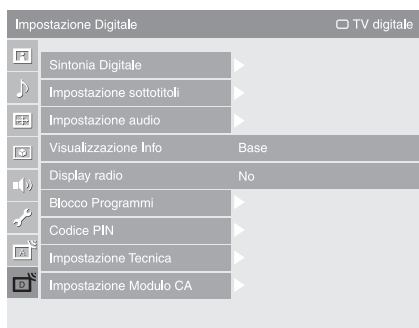 Impostazione Digitale TV digitale
Sintonia Digitale
Impostazione sottotitoli
Impostazione audio
Visualizzazione Info Base
Display radio No
Blocco Programmi
Codice PIN
Impostazione Tecnica
Impostazione Modulo CA
A
D